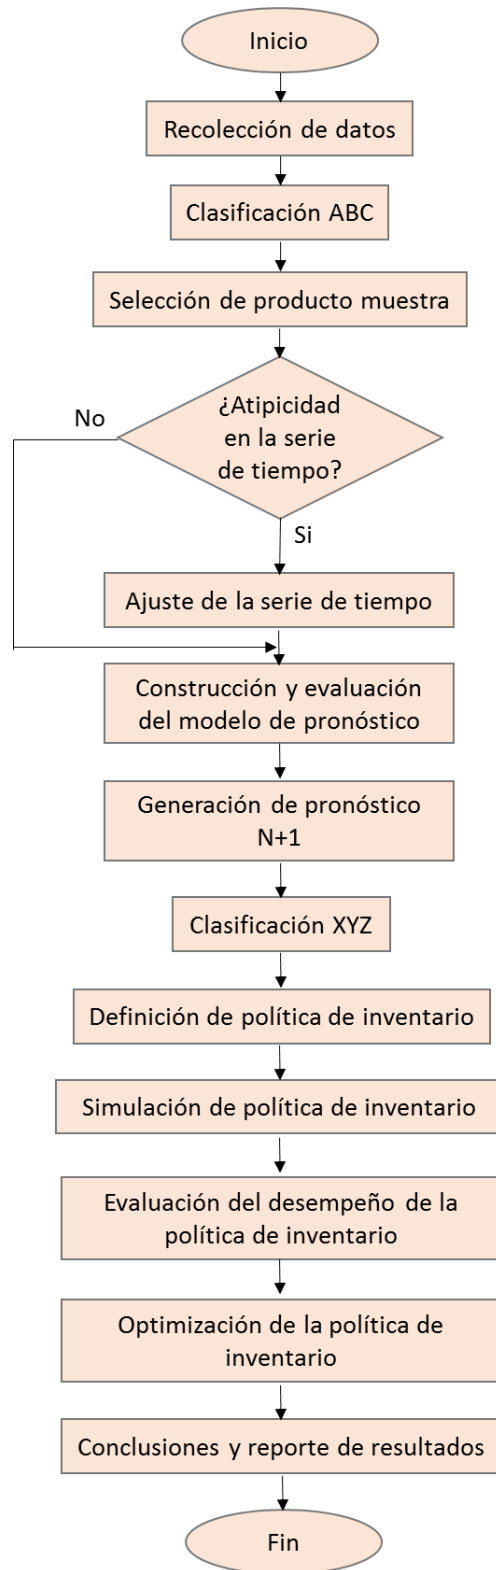 Inicio
Recolección de datos
Clasificación ABC
Selección de producto muestra
¿Atipicidad
en la serie
de tiempo?
No
Si
Ajuste de la serie de tiempo
Construcción y evaluación
del modelo de pronóstico
Generación de pronóstico
N+1
Clasificación XYZ
Definición de política de inventario
Simulación de política de inventario
Evaluación del desempeño de la
política de inventario
Optimización de la política de
inventario
Conclusiones y reporte de resultados
Fin